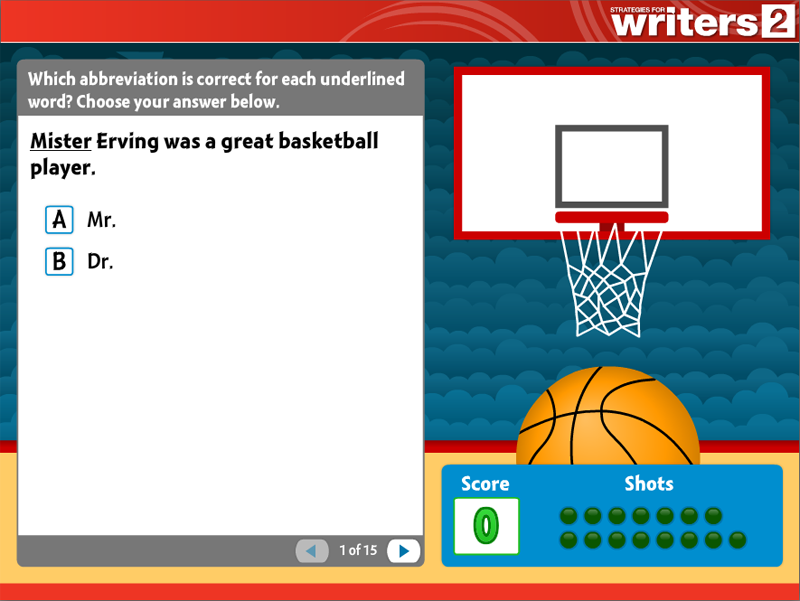 STRATEGIES FOR
writers 2
Which abbreviation is correct for each underlined
word? Choose your answer below.
Mister Erving was a great basketball
player.
A Mr.
B Dr.
1 of 15
Score
Shots
0